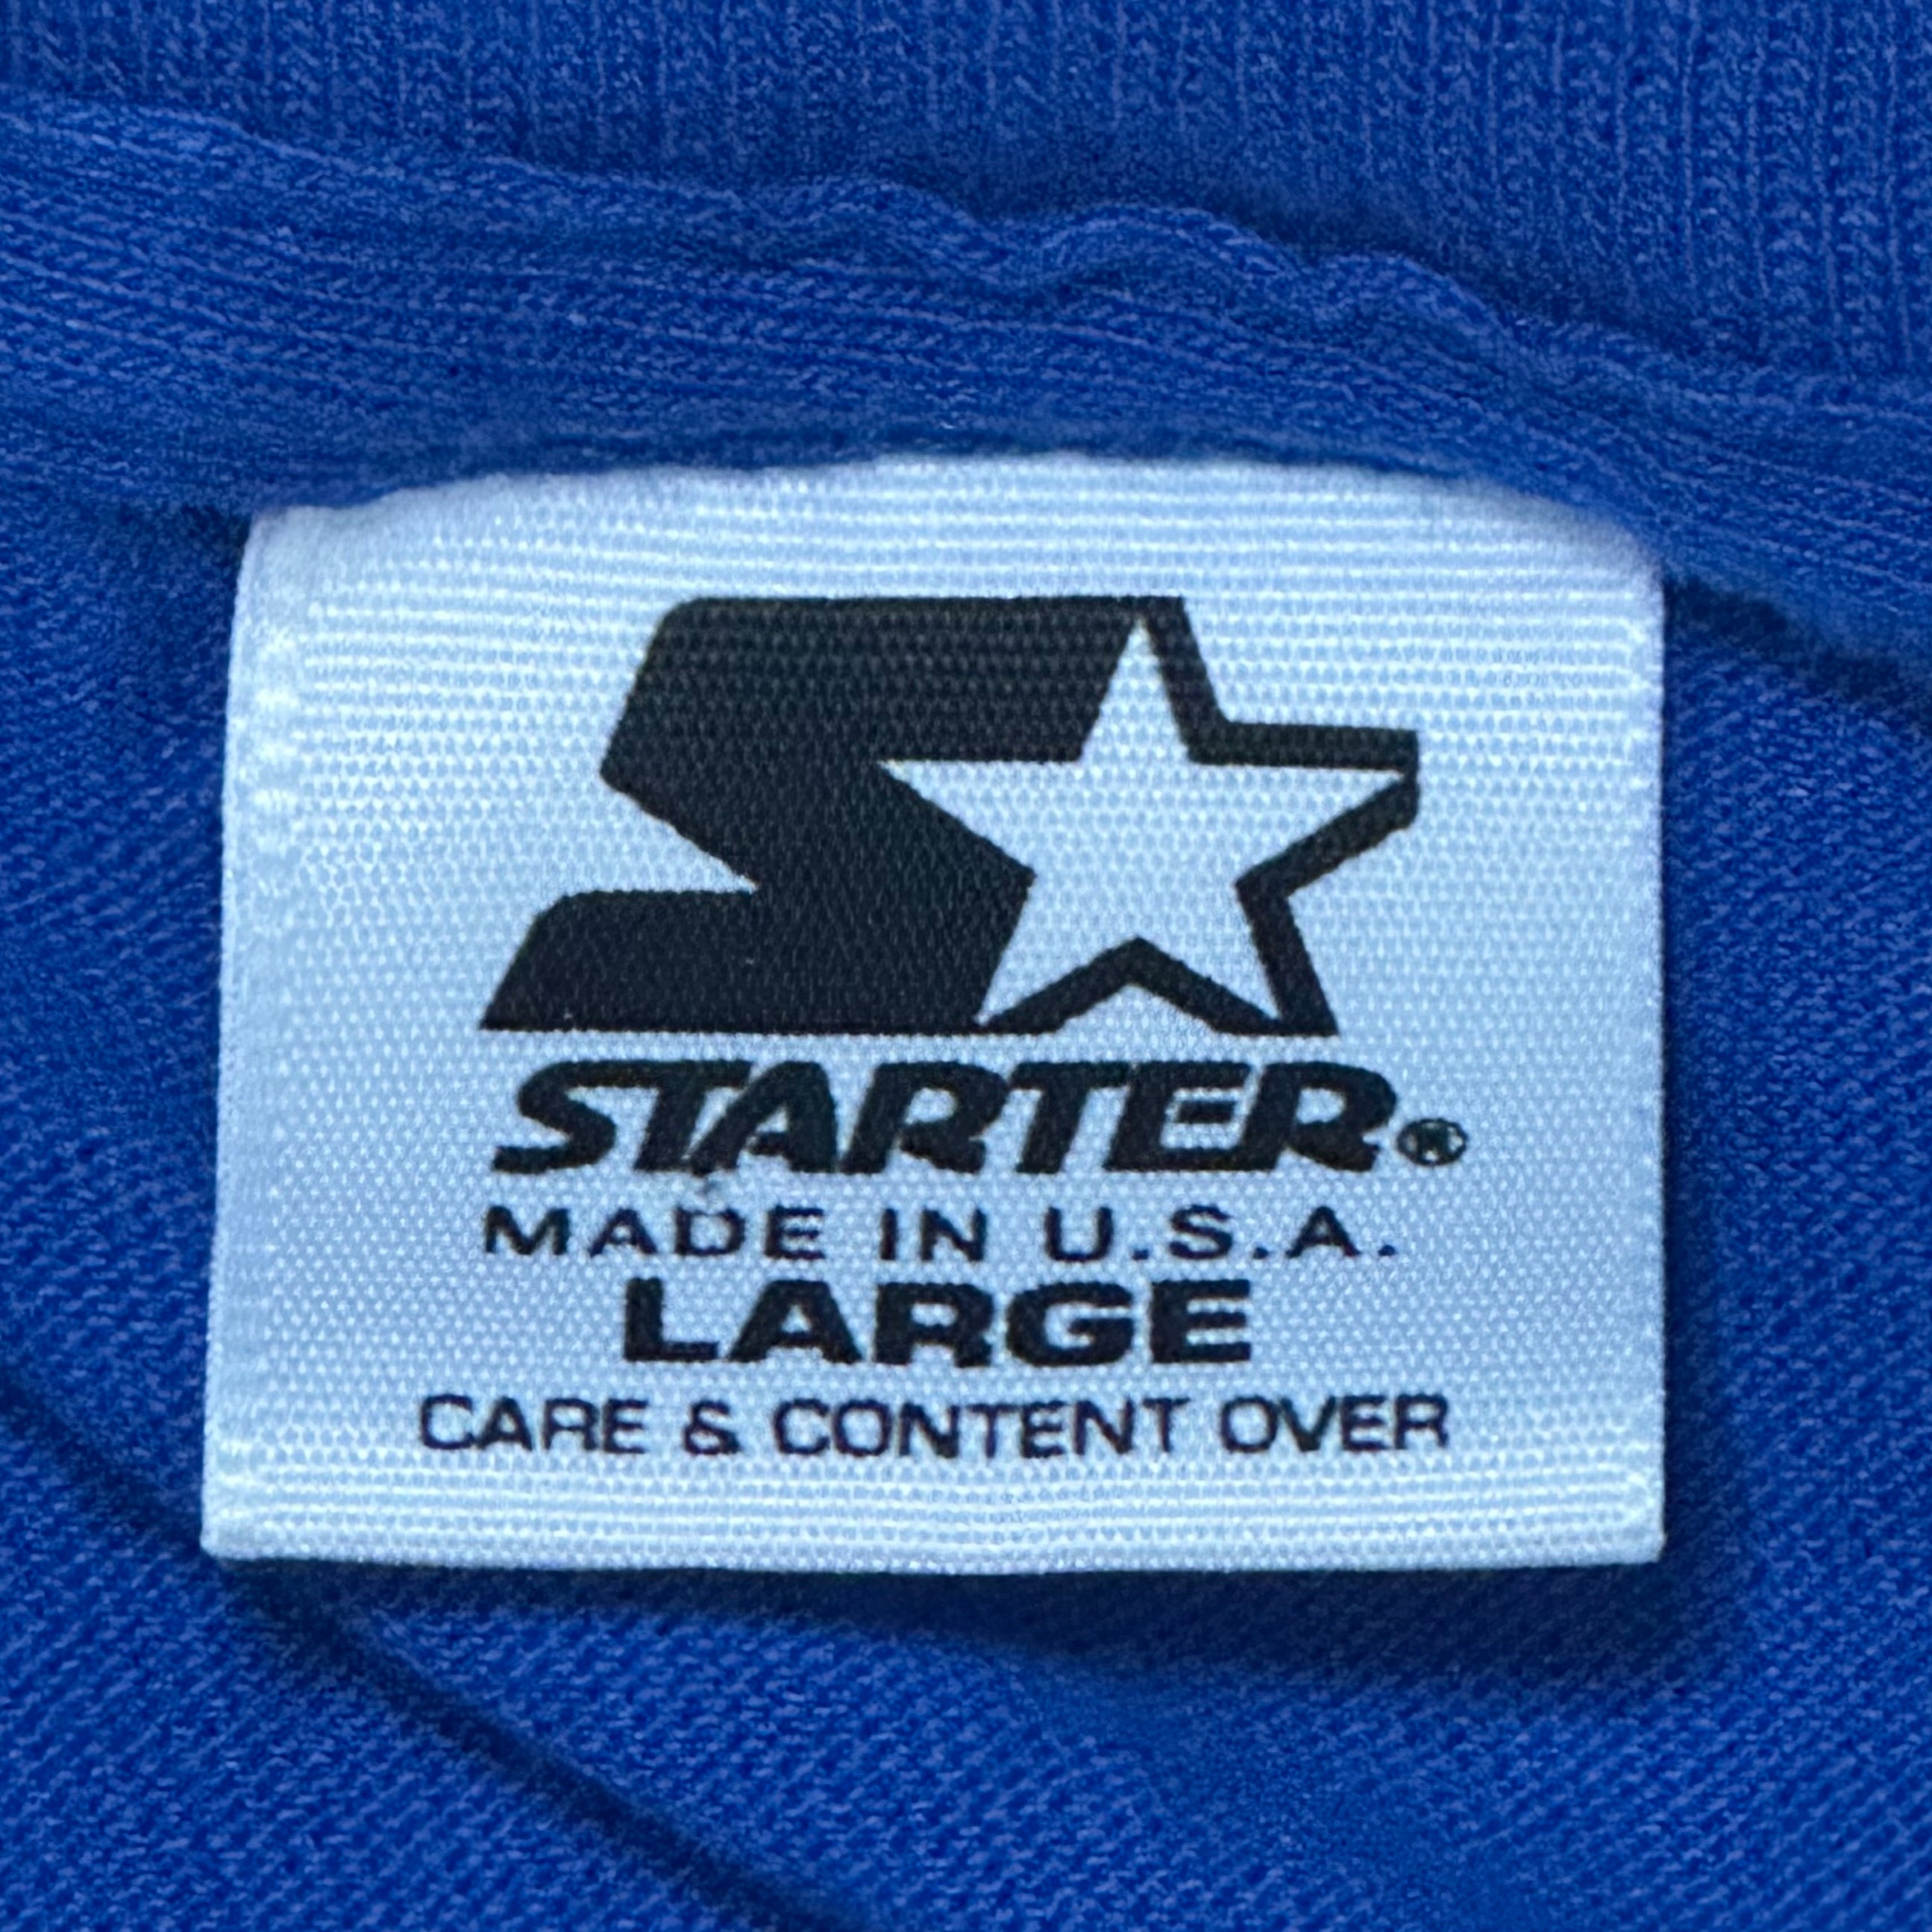 STARTER®
MADE IN U.S.A.
LARGE
CARE & CONTENT OVER